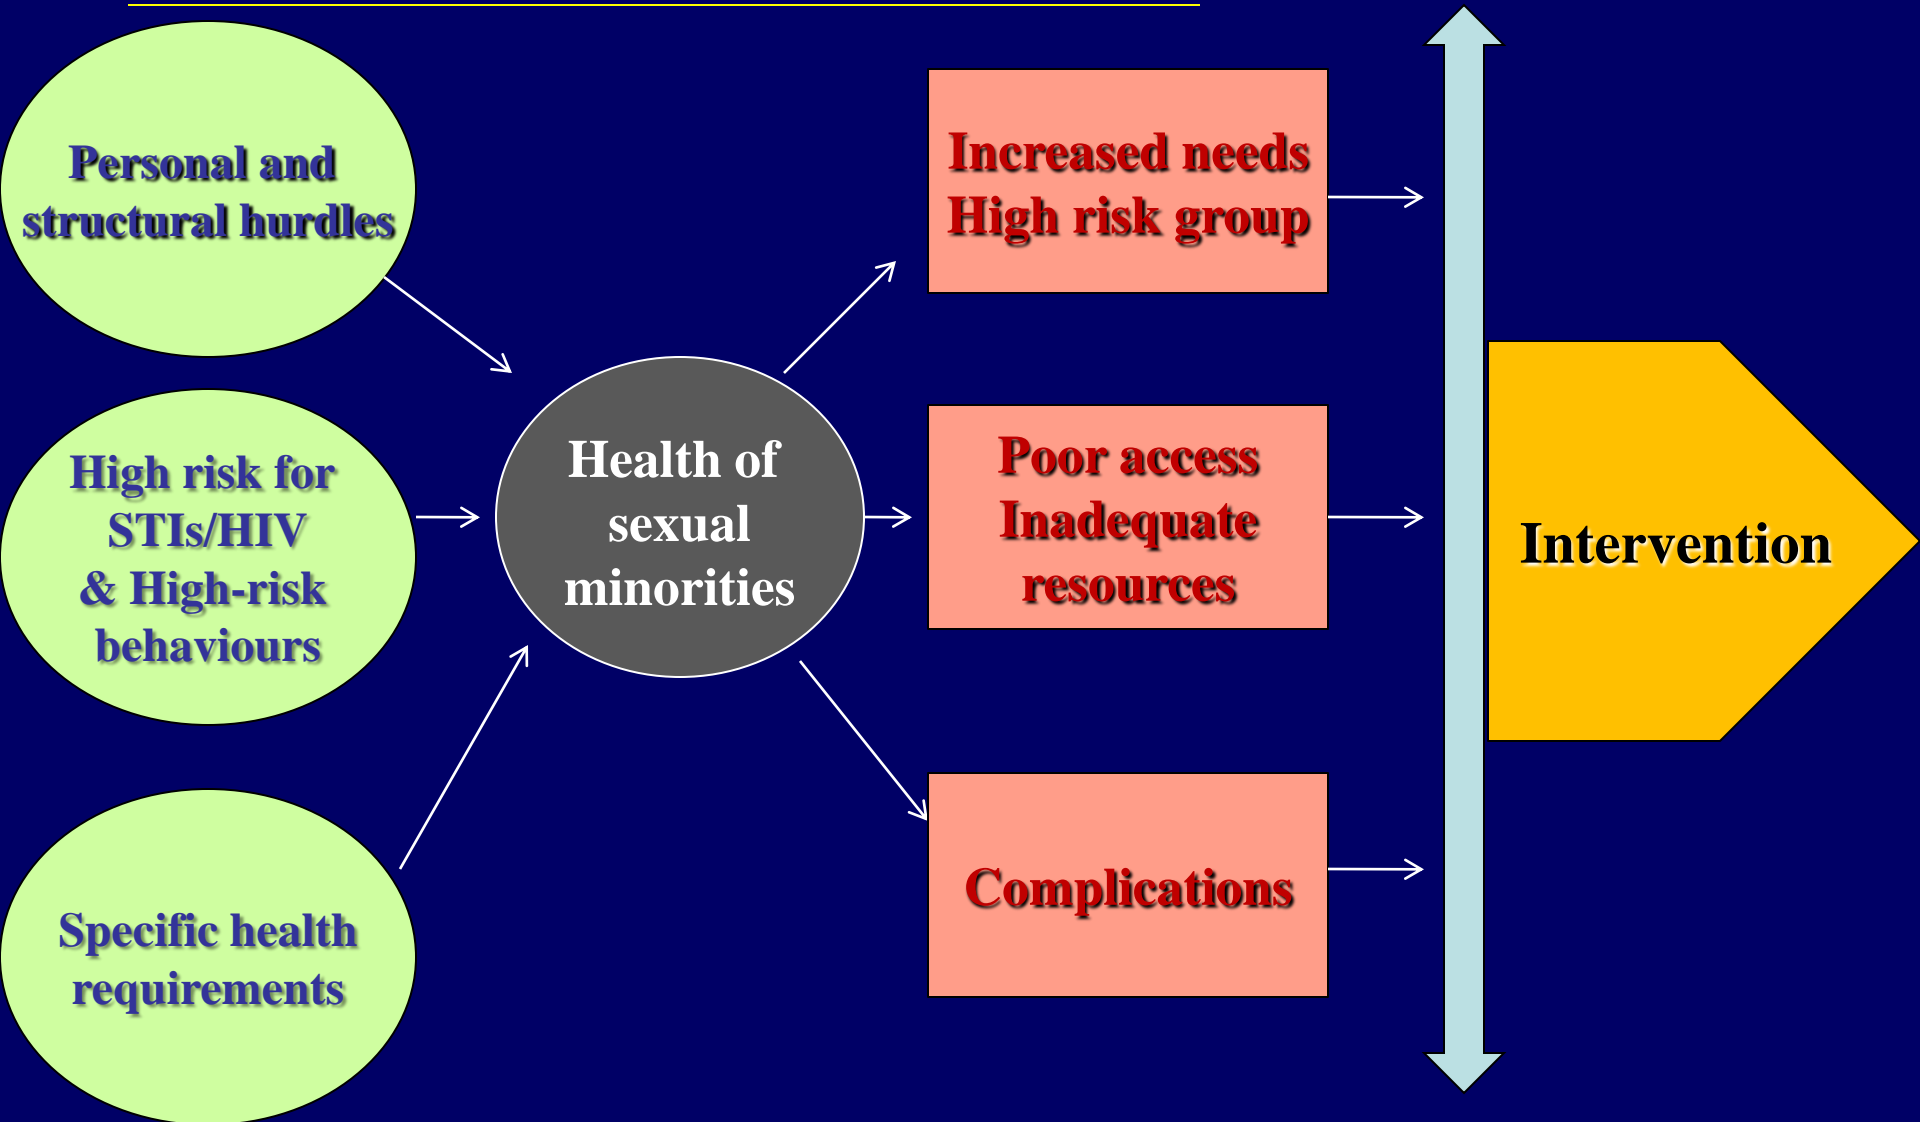 Personal and
structural hurdles
High risk for
STIs/HIV
& High-risk
behaviours
Specific health
requirements
Health of
sexual
minorities
Increased needs
High risk group
Poor access
Inadequate
resources
Complications
Intervention